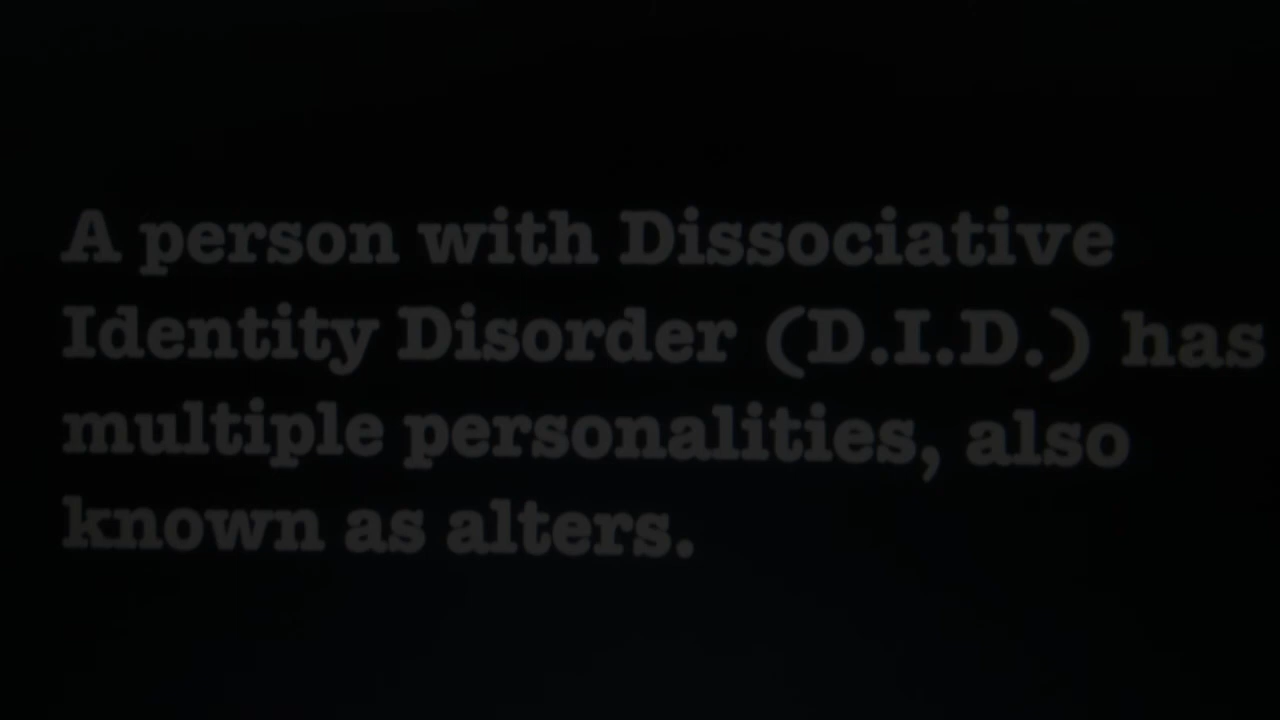 A person with Dissociative
Identity Disorder (D.I.D.) has
multiple personalities, also
known as alters.